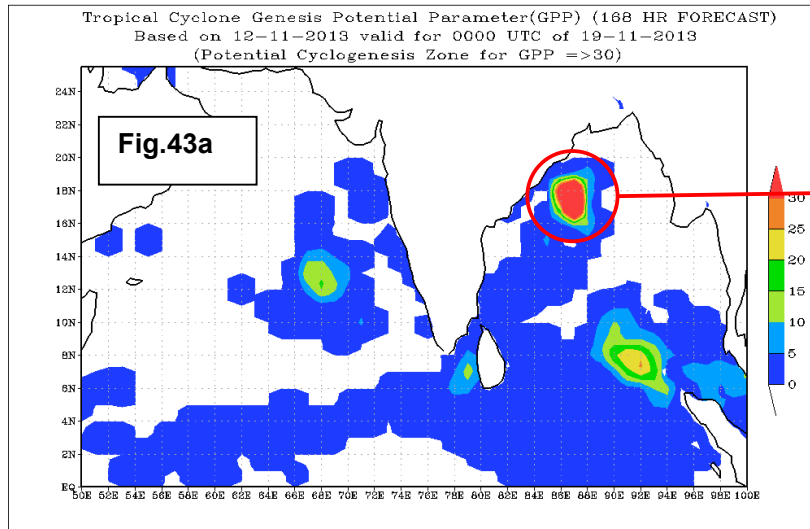 Tropical Cyclone Genesis Potential Parameter(GPP) (168 HR FORECAST)
Based on 12-11-2013 valid for 0000 UTC of 19-11-2013
(Potential Cyclogenesis Zone for GPP =>30)
Fig.43a
24N
22N
20N
18N
16N
14N
12N
10N
8N
6N
4N
2N
EQ
50E 52E 54E 56E 58E 60E 62E 64E 66E 68E 70E 72E 74E 76E 78E 80E 82E 84E 86E 88E 90E 92E 94E 96E 98E 100E
30
25
20
15
10
5
0